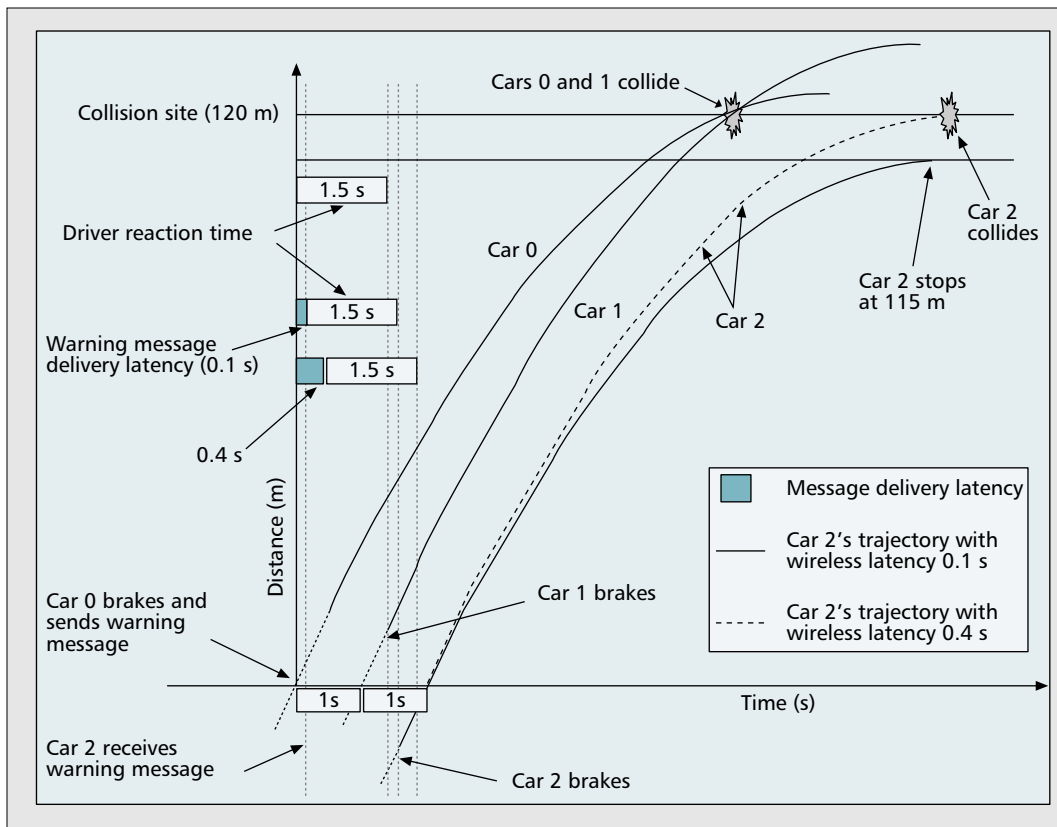 Cars 0 and 1 collide
Collision site (120 m)
1.5 s
Driver reaction time
Car 0
Car 2
collides
1.5 s
Car 1
Car 2
Car 2 stops
at 115 m
Warning message
delivery latency (0.1 s)
1.5 s
0.4 s
Distance (m)
Message delivery latency
Car 2's trajectory with
wireless latency 0.1 s
Car 2's trajectory with
wireless latency 0.4 s
Car 0 brakes and
sends warning
message
Car 1 brakes
1s
1s
Time (s)
Car 2 receives
warning message
Car 2 brakes